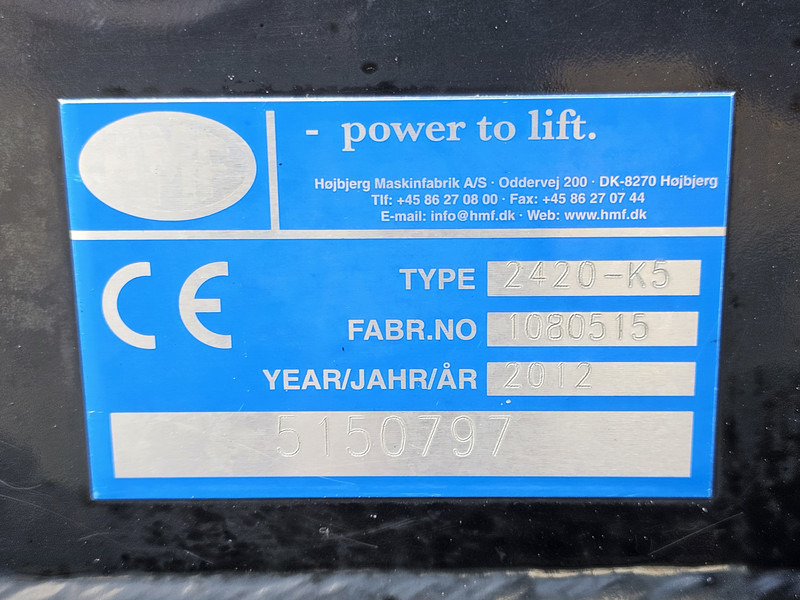 - power to lift.
Højbjerg Maskinfabrik A/S · Oddervej 200 · DK-8270 Højbjerg
Tlf: +45 86 27 08 00 · Fax: +45 86 27 07 44
E-mail: info@hmf.dk · Web: www.hmf.dk
CE
TYPE 2420-K5
FABR.NO 1080515
YEAR/JAHR/ÅR 2012
5150797